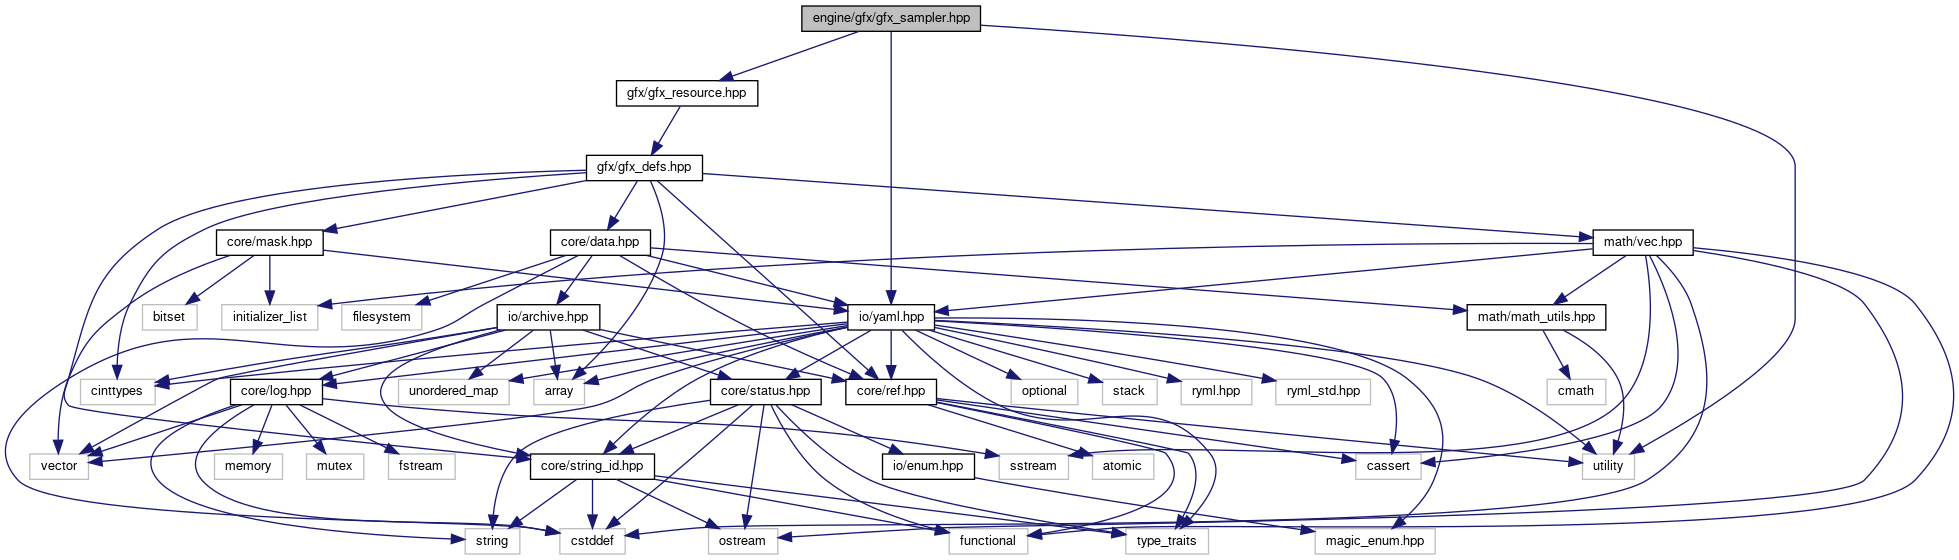 engine/gfx/gfx_sampler.hpp
gfx/gfx_resource.hpp
gfx/gfx_defs.hpp
core/mask.hpp
core/data.hpp
math/vec.hpp
bitset
initializer_list
filesystem
io/archive.hpp
io/yaml.hpp
math/math_utils.hpp
cinttypes
core/log.hpp
unordered_map
array
core/status.hpp
core/ref.hpp
optional
stack
ryml.hpp
ryml_std.hpp
cmath
vector
memory
mutex
fstream
core/string_id.hpp
io/enum.hpp
sstream
atomic
cassert
utility
string
cstddef
ostream
functional
type_traits
magic_enum.hpp